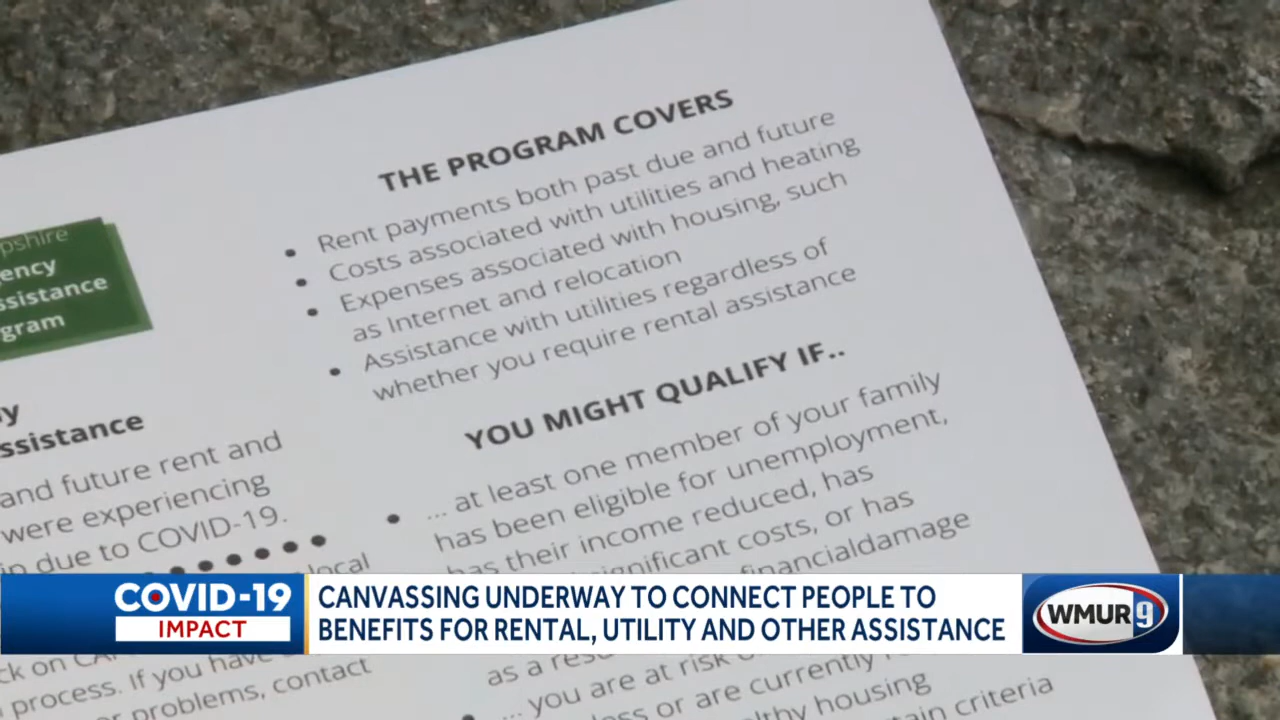 THE PROGRAM COVERS
• Rent payments both past due and future
• Costs associated with utilities and heating
• Expenses associated with housing, such
as Internet and relocation
• Assistance with utilities regardless of
whether you require rental assistance
YOU MIGHT QUALIFY IF..
• ... at least one member of your family
has been eligible for unemployment,
has their income reduced, has
significant costs, or has
financialdamage
as a
... you are at risk
or are currently
housing
criteria
pshire
ency
ssistance
gram
ssistance
and future rent and
were experiencing
due to COVID-19.
local
process. If you have
problems, contact
COVID-19
IMPACT
CANVASSING UNDERWAY TO CONNECT PEOPLE TO
BENEFITS FOR RENTAL, UTILITY AND OTHER ASSISTANCE
WMUR 9